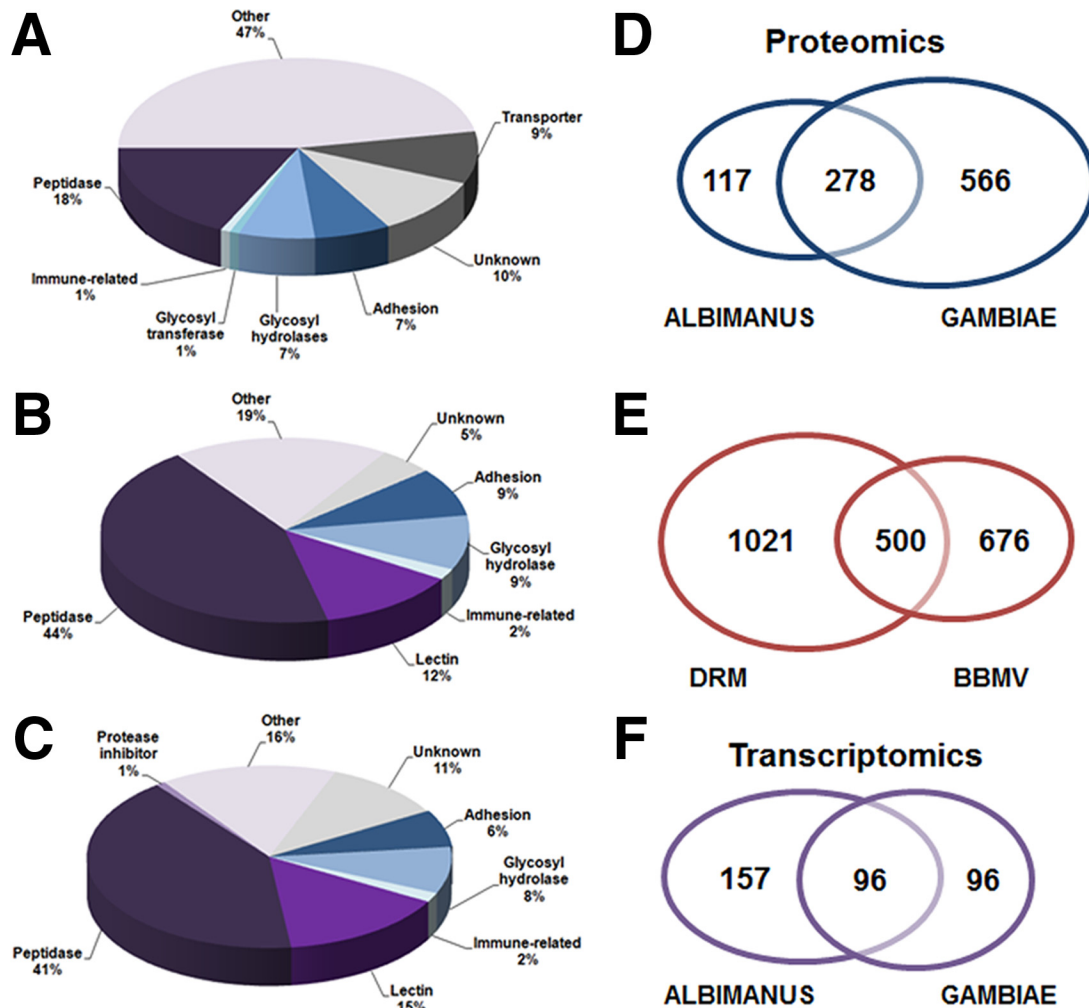 A
Other
47%
Transporter
9%
Peptidase
18%
Unknown
10%
Immune-related
1%
Adhesion
7%
Glycosyl
transferase
1%
Glycosyl
hydrolases
7%
B
Other
19%
Unknown
5%
Adhesion
9%
Glycosyl
hydrolase
9%
Immune-related
2%
Peptidase
44%
Lectin
12%
C
Protease
inhibitor
1%
Other
16%
Unknown
11%
Adhesion
6%
Glycosyl
hydrolase
8%
Immune-related
2%
Peptidase
41%
Lectin
15%
D
Proteomics
117
278
566
ALBIMANUS
GAMBIAE
E
1021
500
676
DRM
BBMV
F
Transcriptomics
157
96
96
ALBIMANUS
GAMBIAE